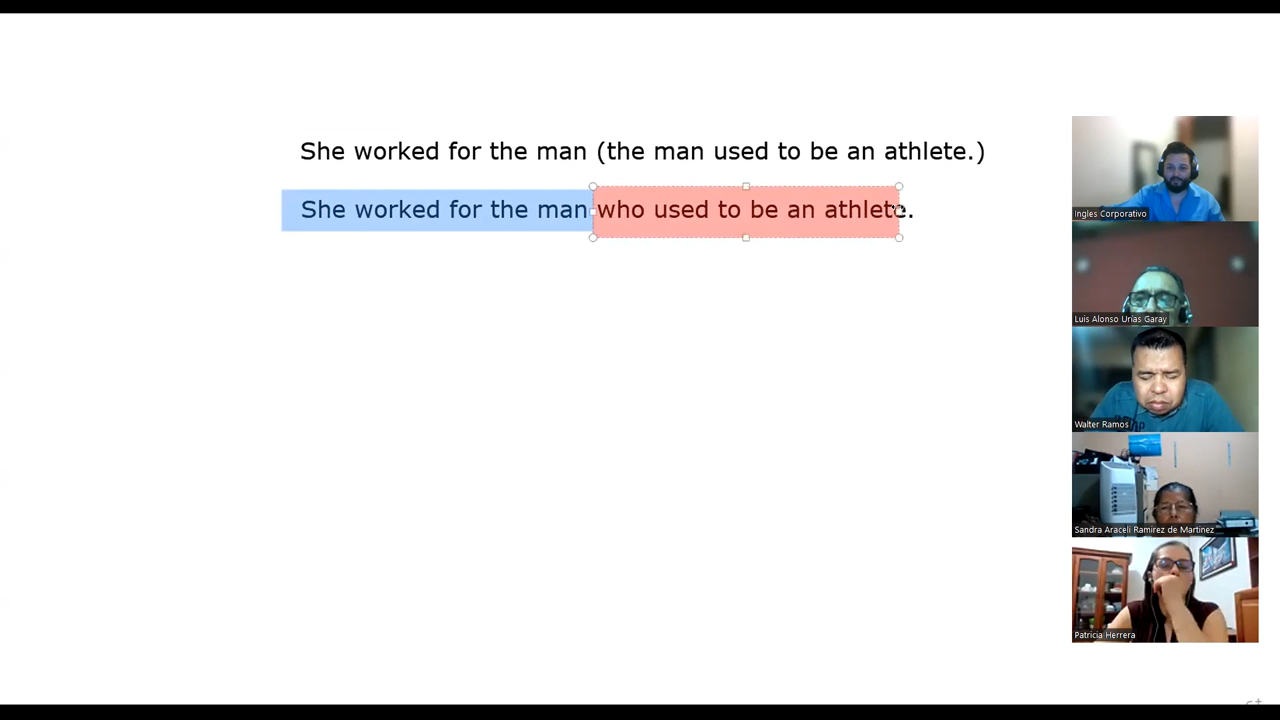 She worked for the man (the man used to be an athlete.)
She worked for the man who used to be an athlete.
Ingles Corporativo
Luis Alonso Urias Garay
Walter Ramos
Sandra Araceli Ramirez de Martinez
Patricia Herrera